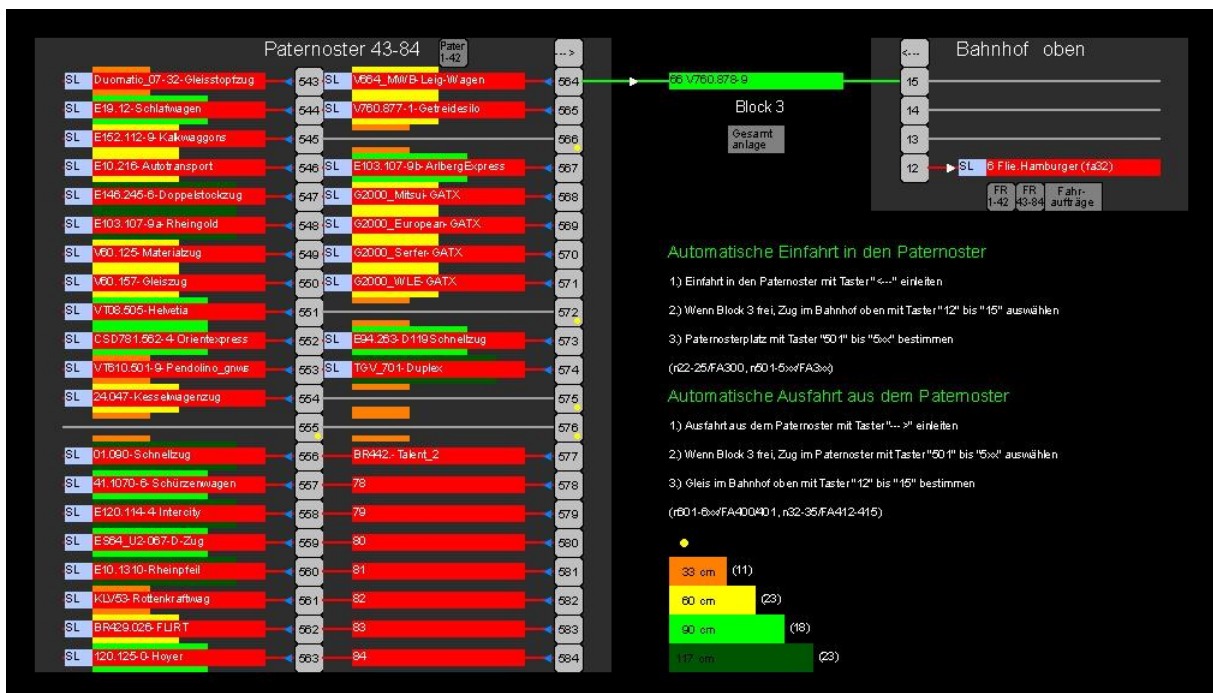 Paternoster 43-84
Pater
1-42
--->
SL Duomatic_07-32-Gleisstopfzug 543 SL V664_MWB-Leig-Wagen 564
SL E19.12-Schlafwagen 544 SL V760.877-1-Getreidesilo 565
SL E152.112-9-Kalkwaggons 545 566
SL E10.216-Autotransport 546 SL E103.107-9b-ArlbergExpress 567
SL E146.245-6-Doppelstockzug 547 SL G2000_Mitsui-GATX 568
SL E103.107-9a-Rheingold 548 SL G2000_European-GATX 569
SL V60.125-Materialzug 549 SL G2000_Serfer-GATX 570
SL V60.157-Gleiszug 550 SL G2000_WLE-GATX 571
SL VT08.505-Helvetia 551 572
SL CSD781.562-4-Orientexpress 552 SL E94.263-D119Schnellzug 573
SL VT610.501-9-Pendolino_gnws 553 SL TGV_701-Duplex 574
SL 24.047-Kesselwagenzug 554 575
555 576
SL 01.090-Schnellzug 556 BR442.-Talent_2 577
SL 41.1070-6-Schürzenwagen 557 78 578
SL E120.114-4-Intercity 558 79 579
SL ES64_U2-067-D-Zug 559 80 580
SL E10.1310-Rheinpfeil 560 81 581
SL KLV53-Rottenkraftwag 561 82 582
SL BR429.026-FLIRT 562 83 583
SL 120.125-0-Hoyer 563 84 584
66 V760.878-9
Block 3
Gesamt
anlage
<---
Bahnhof oben
15
14
13
12 SL 6 Flie.Hamburger (fa32)
FR
1-42
FR
43-84
Fahr-
aufträge
Automatische Einfahrt in den Paternoster
1.) Einfahrt in den Paternoster mit Taster "<---" einleiten
2.) Wenn Block 3 frei, Zug im Bahnhof oben mit Taster "12" bis "15" auswählen
3.) Paternosterplatz mit Taster "501" bis "5xx" bestimmen
(r22-25/FA300, n501-5xx/FA3xx)
Automatische Ausfahrt aus dem Paternoster
1.) Ausfahrt aus dem Paternoster mit Taster "--->" einleiten
2.) Wenn Block 3 frei, Zug im Paternoster mit Taster "501" bis "5xx" auswählen
3.) Gleis im Bahnhof oben mit Taster "12" bis "15" bestimmen
(r601-6xx/FA400/401, n32-35/FA412-415)
33 cm (11)
60 cm (23)
90 cm (18)
117 cm (23)